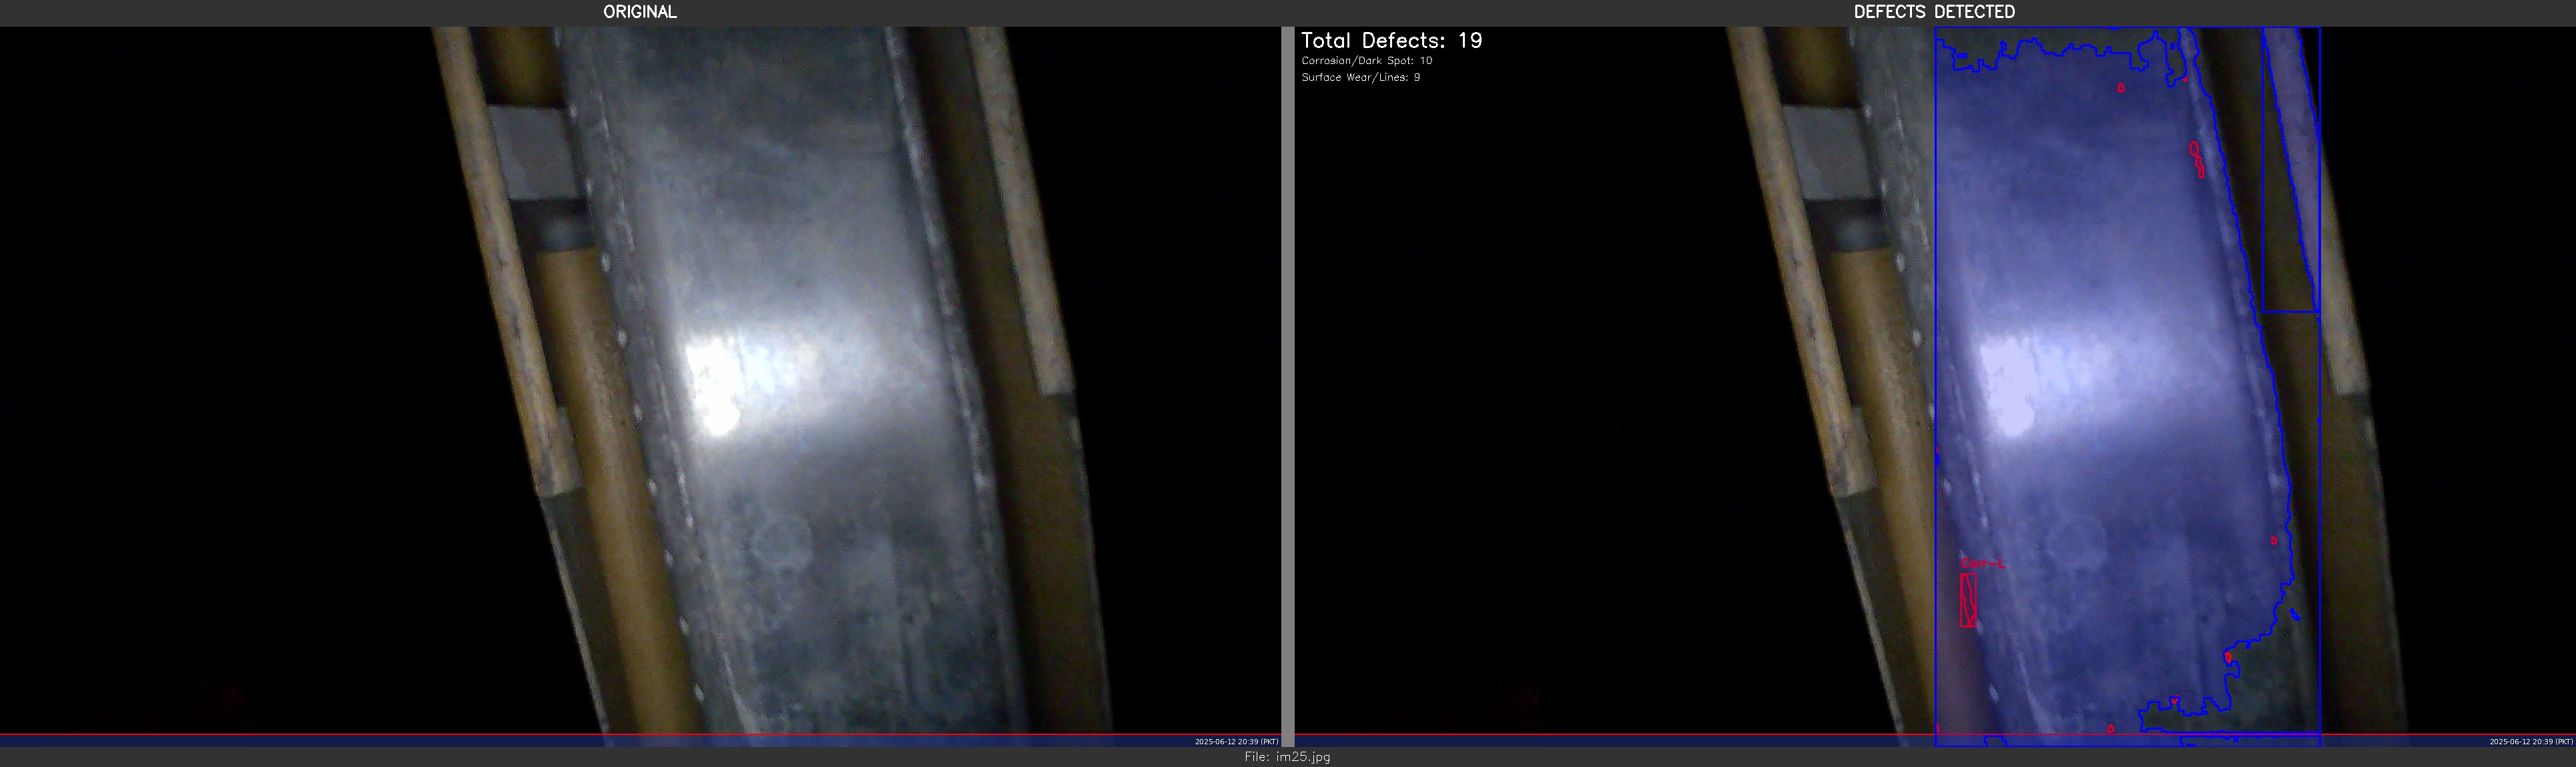 ORIGINAL
DEFECTS DETECTED
Total Defects: 19
Corrosion/Dark Spot: 10
Surface Wear/Lines: 9
Corr-L
2025-06-12 20:39 (PKT)
2025-06-12 20:39 (PKT)
File: im25.jpg